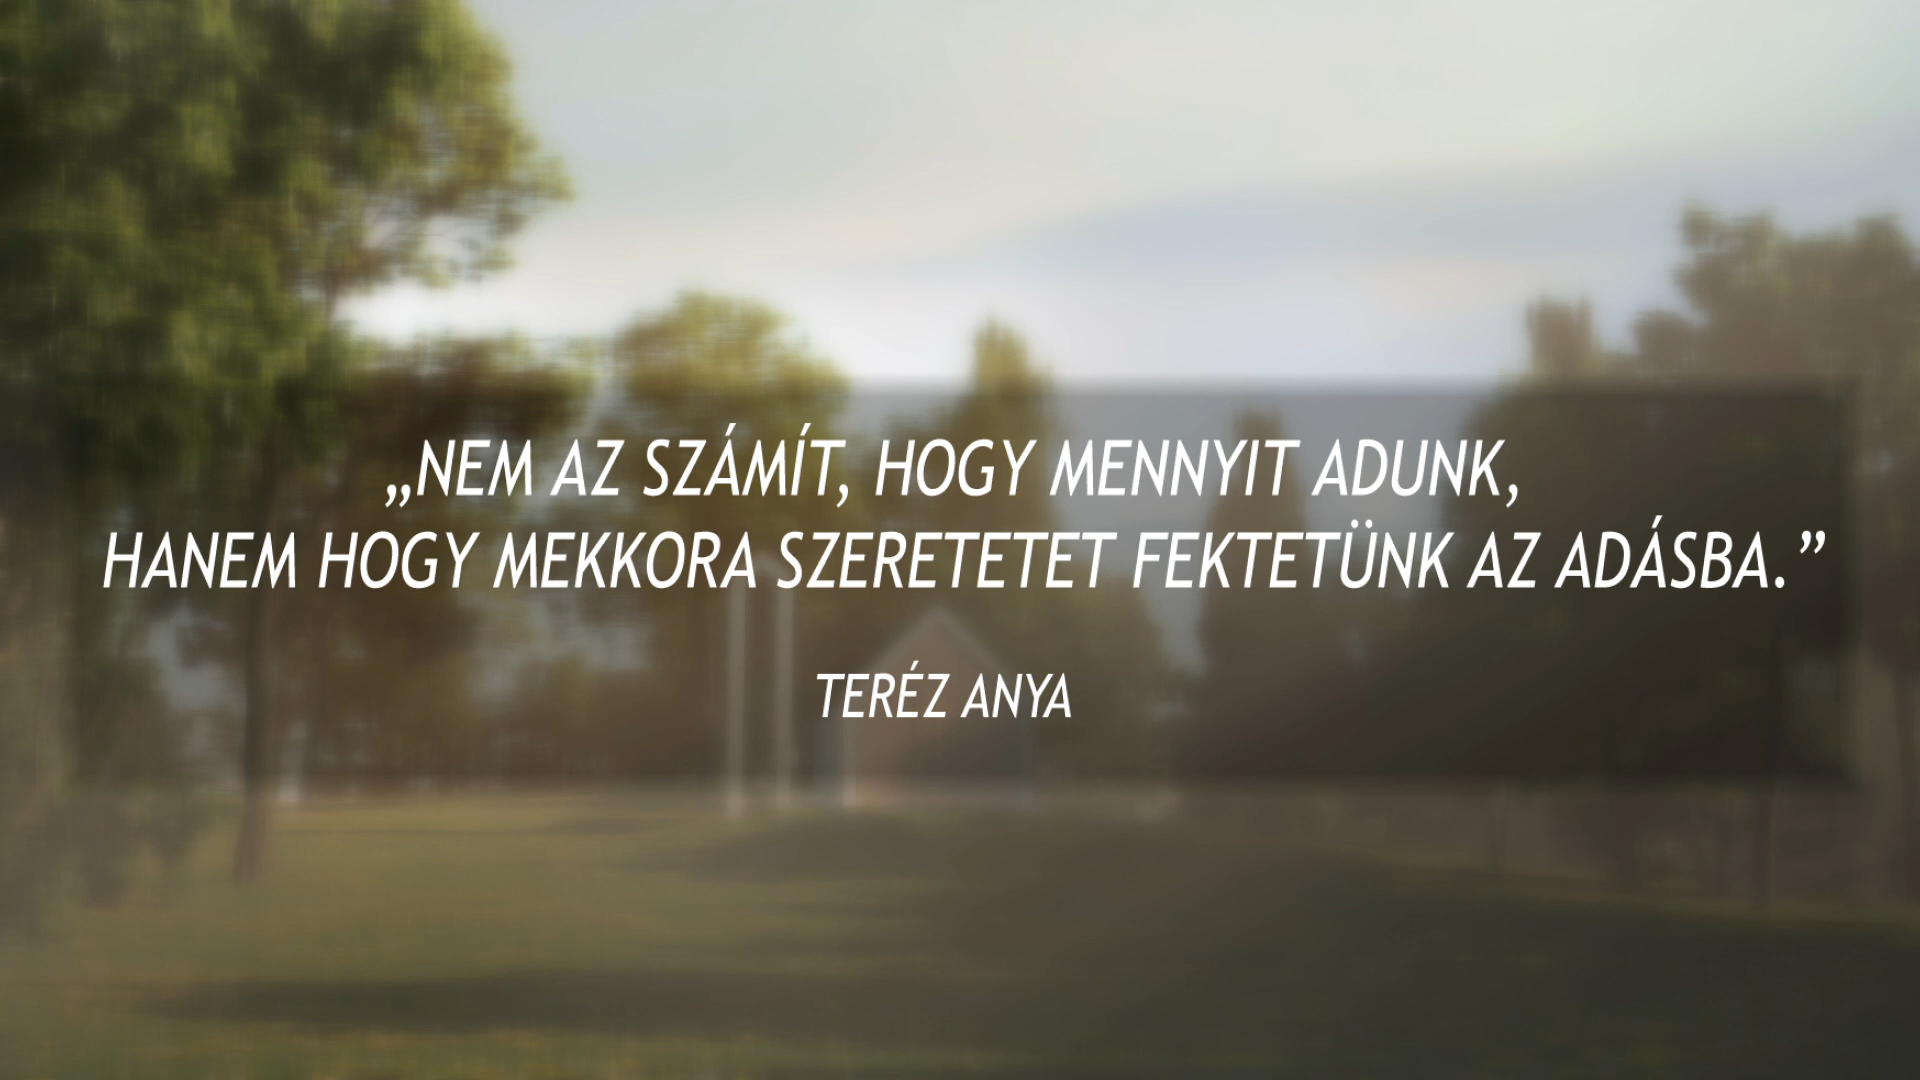 „NEM AZ SZÁMÍT, HOGY MENNYIT ADUNK,
HANEM HOGY MEKKORA SZERETETET FEKTETÜNK AZ ADÁSBA.”
TERÉZ ANYA